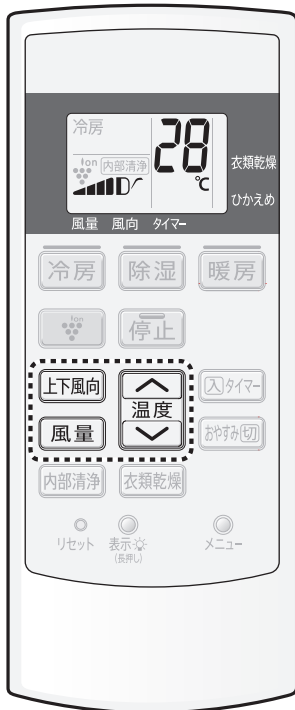 冷房
28
Ion 内部清浄
℃
衣類乾燥
ひかえめ
風量 風向 タイマー
冷房 除湿 暖房
Ion 停止
上下風向 温度 入タイマー
風量 おやすみ切
内部清浄 衣類乾燥
リセット 表示 メニュー
(長押し)